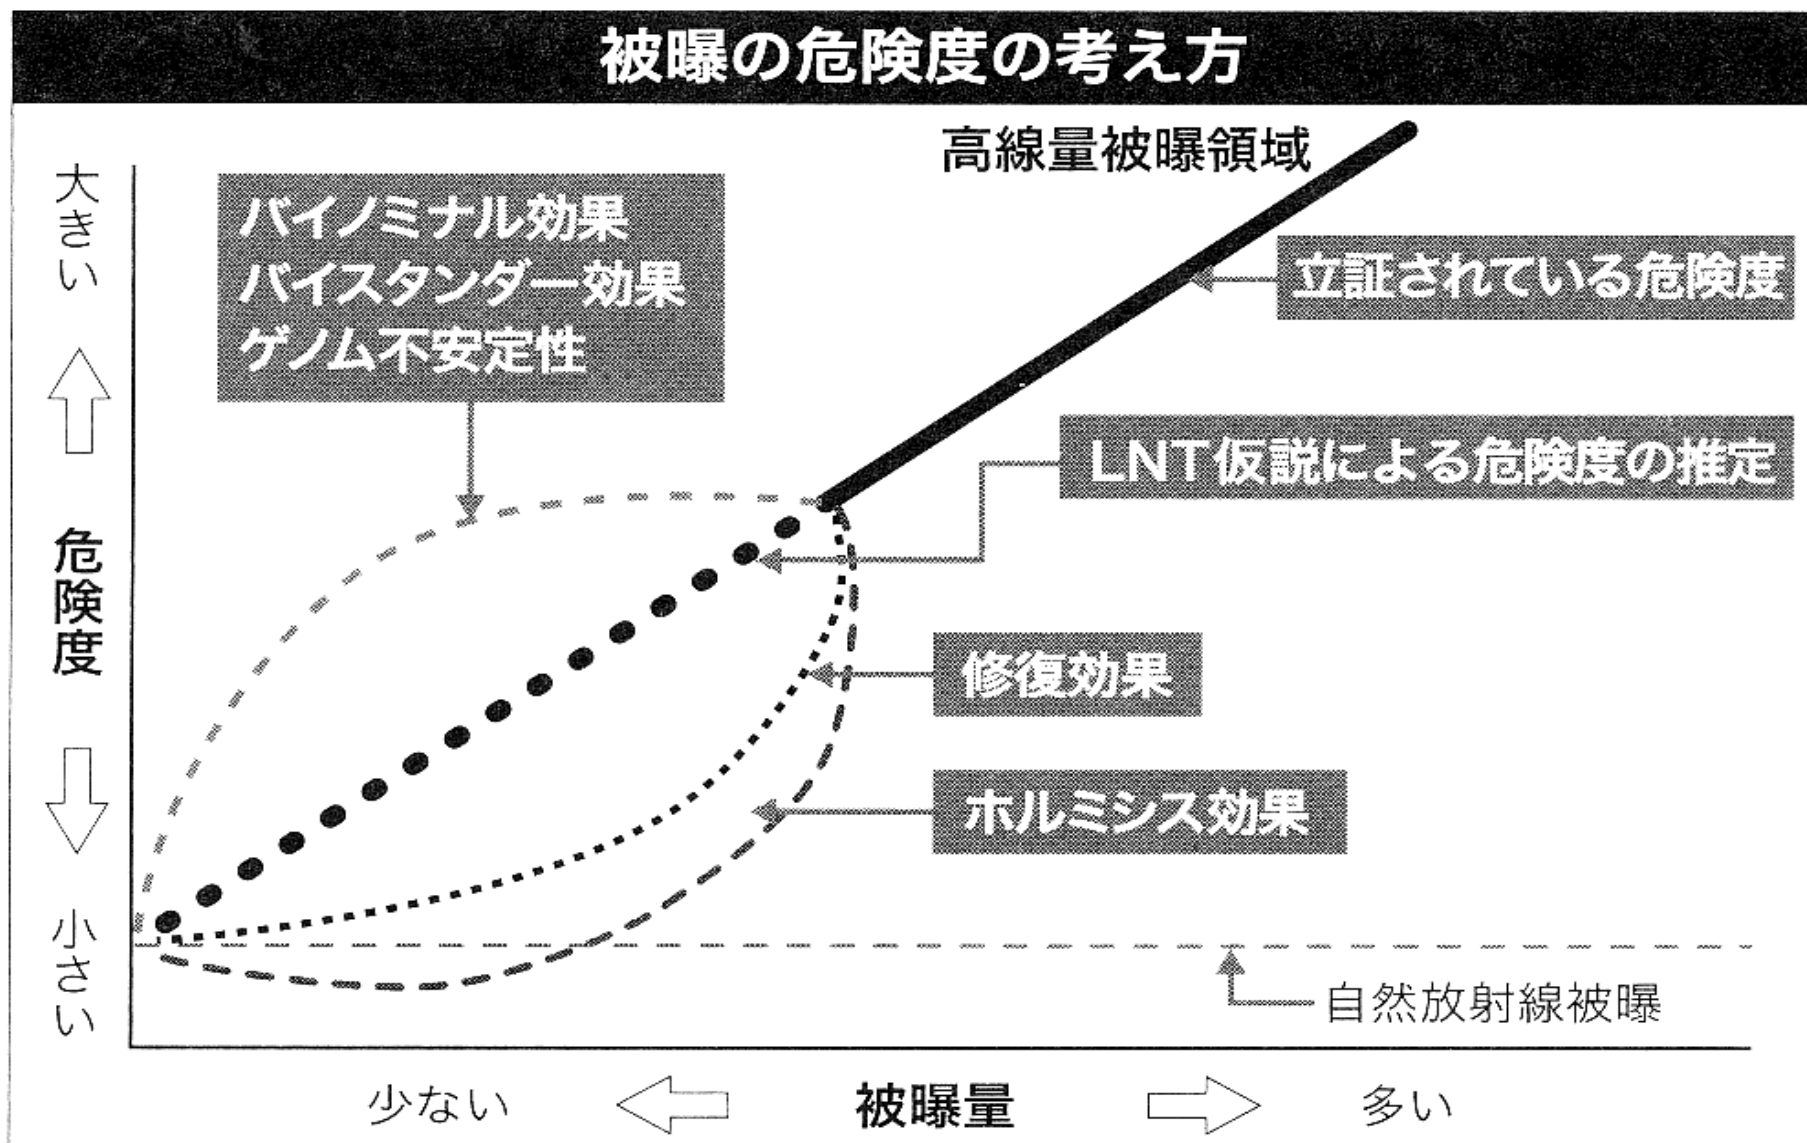 被曝の危険度の考え方
高線量被曝領域
大きい
バイノミナル効果
バイスタンダー効果
ゲノム不安定性
立証されている危険度
LNT仮説による危険度の推定
危険度
修復効果
ホルミシス効果
小さい
自然放射線被曝
少ない
被曝量
多い